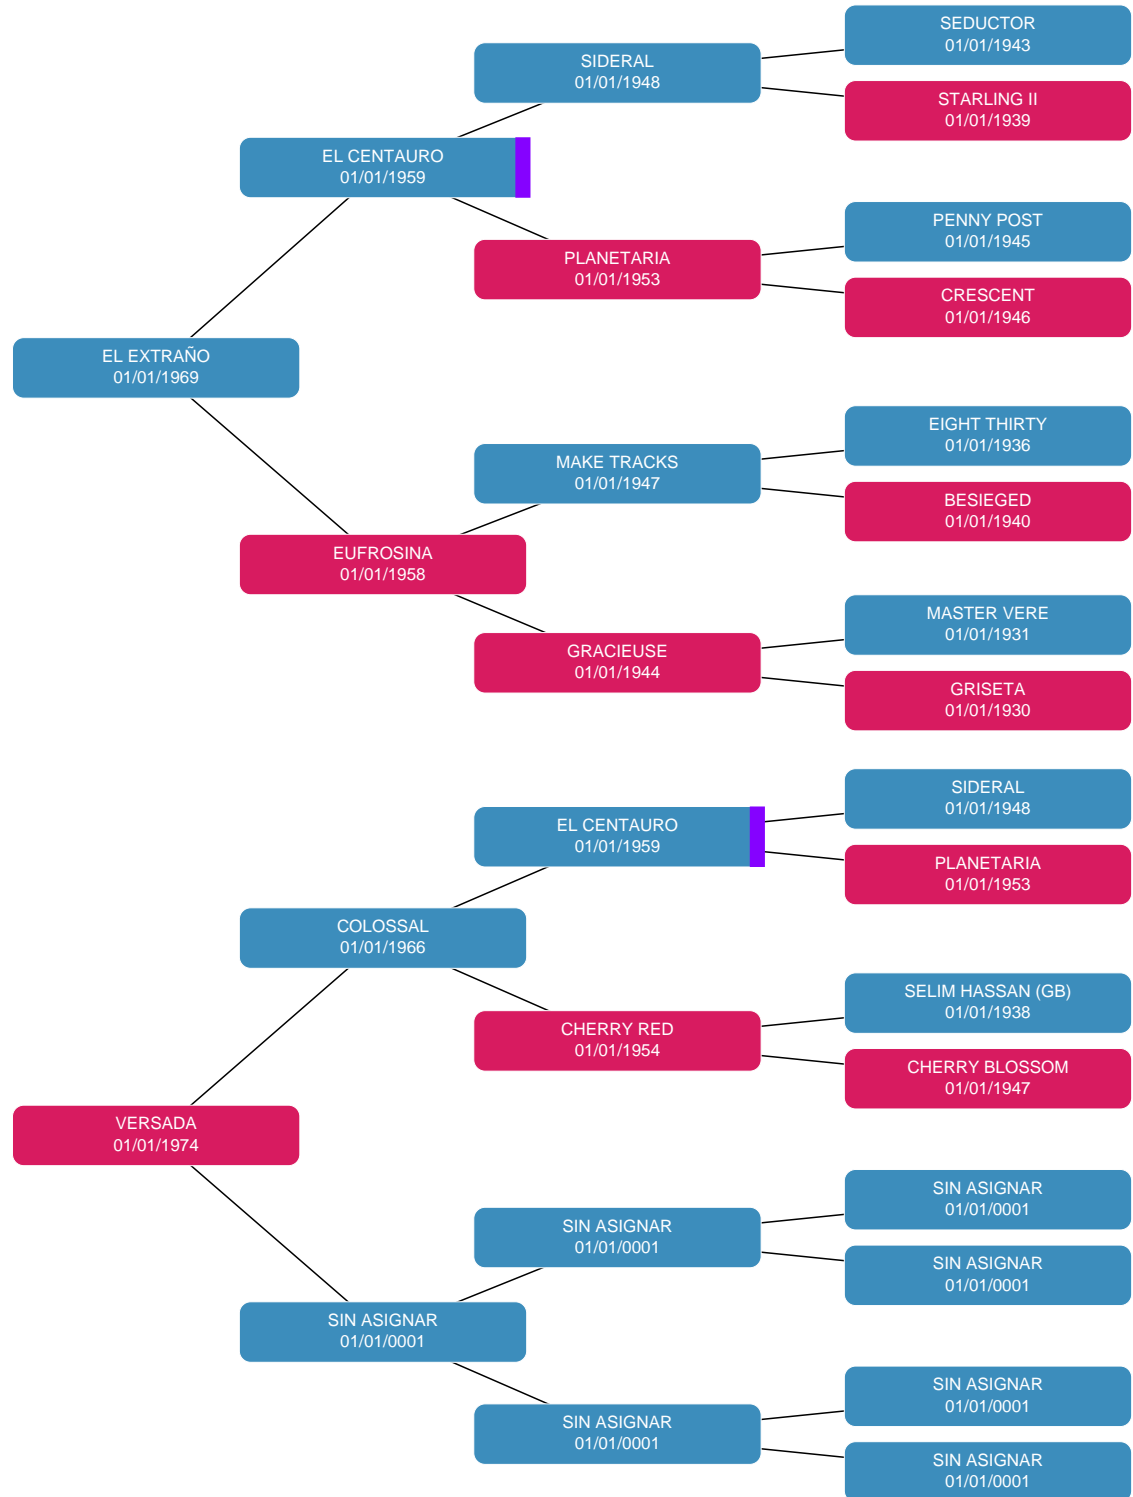 SEDUCTOR
01/01/1943
SIDERAL
01/01/1948
STARLING II
01/01/1939
EL CENTAURO
01/01/1959
PENNY POST
01/01/1945
PLANETARIA
01/01/1953
CRESCENT
01/01/1946
EL EXTRAÑO
01/01/1969
EIGHT THIRTY
01/01/1936
MAKE TRACKS
01/01/1947
BESIEGED
01/01/1940
EUFROSINA
01/01/1958
MASTER VERE
01/01/1931
GRACIEUSE
01/01/1944
GRISETA
01/01/1930
SIDERAL
01/01/1948
EL CENTAURO
01/01/1959
PLANETARIA
01/01/1953
COLOSSAL
01/01/1966
SELIM HASSAN (GB)
01/01/1938
CHERRY RED
01/01/1954
CHERRY BLOSSOM
01/01/1947
VERSADA
01/01/1974
SIN ASIGNAR
01/01/0001
SIN ASIGNAR
01/01/0001
SIN ASIGNAR
01/01/0001
SIN ASIGNAR
01/01/0001
SIN ASIGNAR
01/01/0001
SIN ASIGNAR
01/01/0001
SIN ASIGNAR
01/01/0001